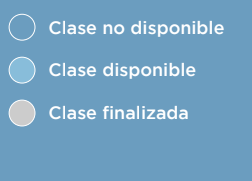 Clase no disponible
Clase disponible
Clase finalizada